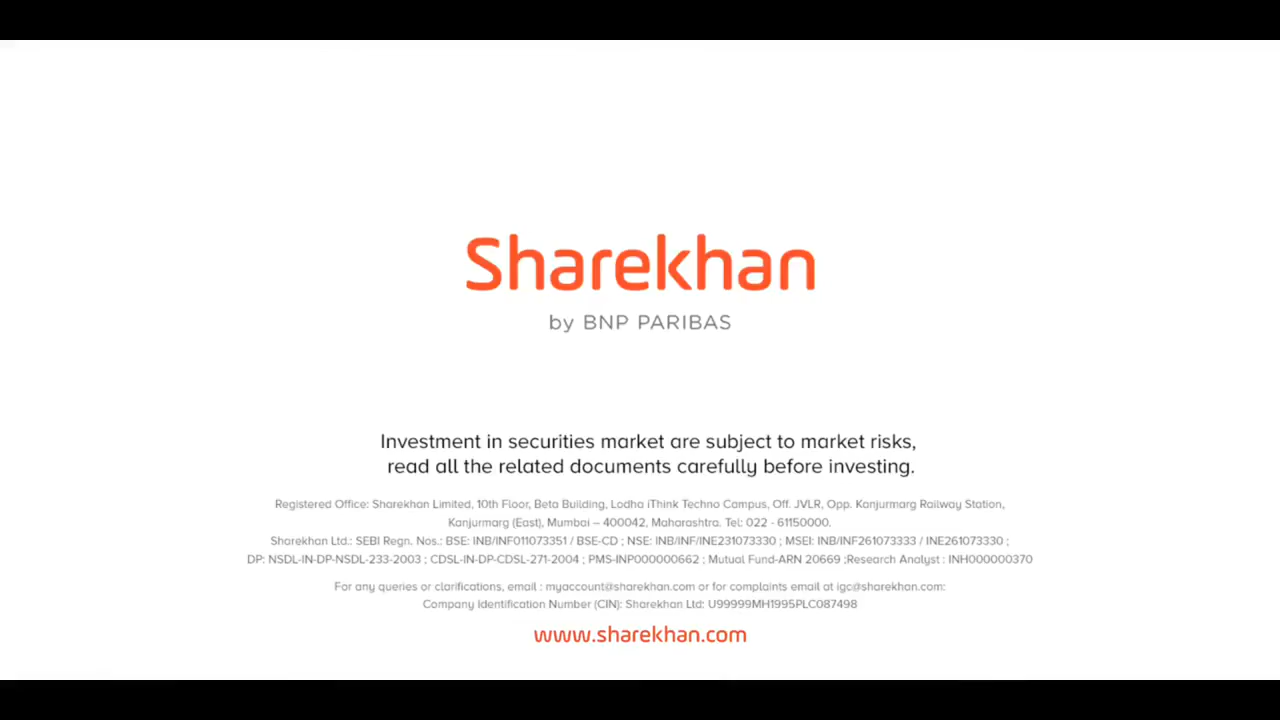 Sharekhan
by BNP PARIBAS
Investment in securities market are subject to market risks,
read all the related documents carefully before investing.
Registered Office: Sharekhan Limited, 10th Floor, Beta Building, Lodha iThink Techno Campus, Off. JVLR, Opp. Kanjurmarg Railway Station,
Kanjurmarg (East), Mumbai – 400042, Maharashtra. Tel: 022 - 61150000.
Sharekhan Ltd.: SEBI Regn. Nos.: BSE: INB/INF011073351 / BSE-CD ; NSE: INB/INF/INE231073330 ; MSEI: INB/INF261073333 / INE261073330 ;
DP: NSDL-IN-DP-NSDL-233-2003 ; CDSL-IN-DP-CDSL-271-2004 ; PMS-INP000000662 ; Mutual Fund-ARN 20669 ;Research Analyst : INH000000370
For any queries or clarifications, email : myaccount@sharekhan.com or for complaints email at igc@sharekhan.com:
Company Identification Number (CIN): Sharekhan Ltd: U99999MH1995PLC087498
www.sharekhan.com